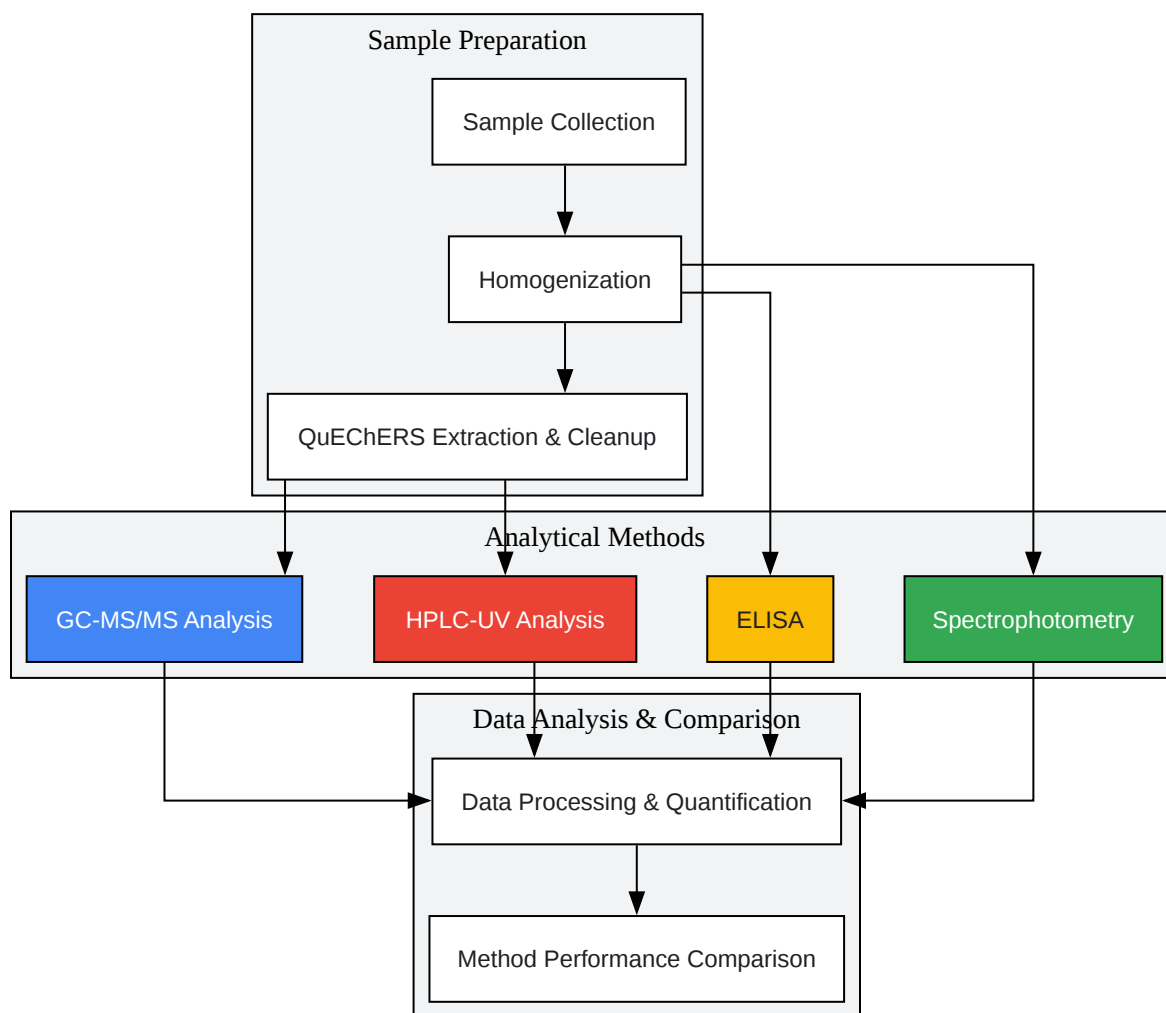 Sample Preparation
Sample Collection
Homogenization
QuEChERS Extraction & Cleanup
Analytical Methods
GC-MS/MS Analysis
HPLC-UV Analysis
ELISA
Spectrophotometry
Data Analysis & Comparison
Data Processing & Quantification
Method Performance Comparison